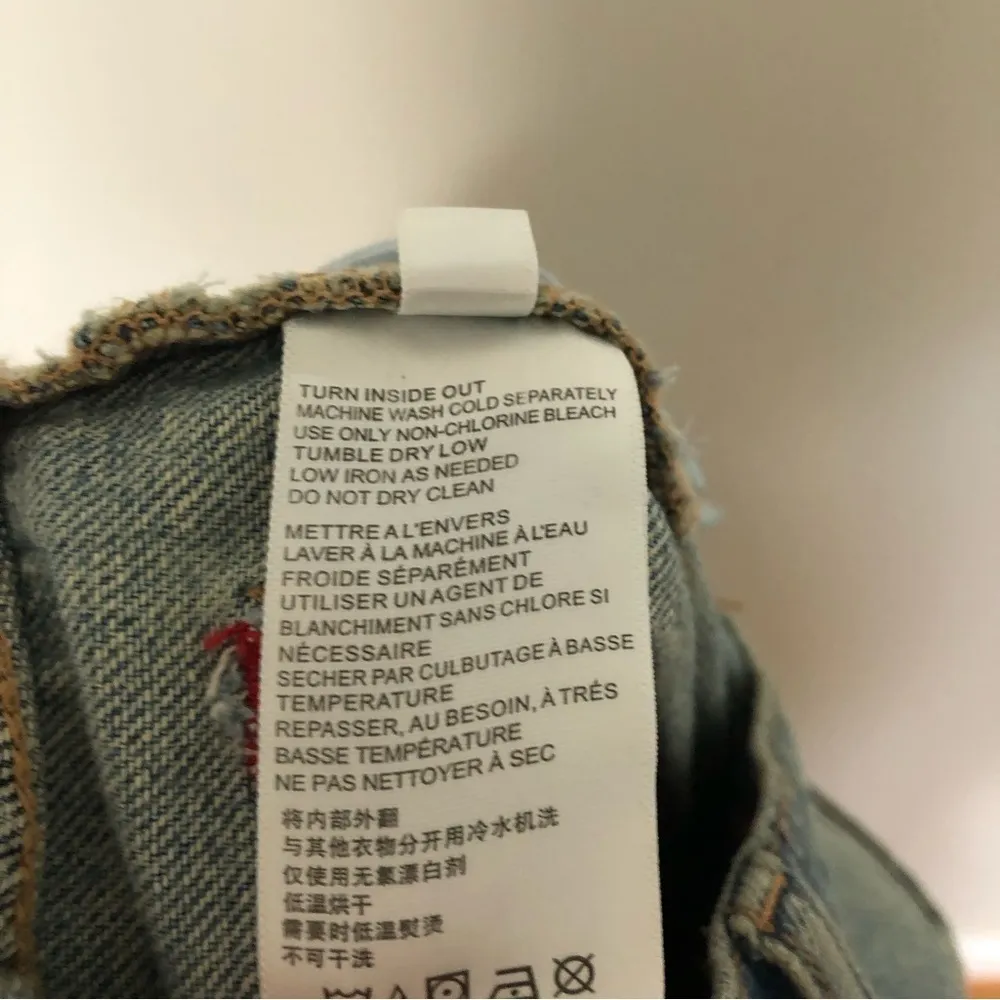 TURN INSIDE OUT
MACHINE WASH COLD SEPARATELY
USE ONLY NON-CHLORINE BLEACH
TUMBLE DRY LOW
LOW IRON AS NEEDED
DO NOT DRY CLEAN
METTRE A L'ENVERS
LAVER À LA MACHINE À L'EAU
FROIDE SÉPARÉMENT
UTILISER UN AGENT DE
BLANCHIMENT SANS CHLORE SI
NÉCESSAIRE
SECHER PAR CULBUTAGE À BASSE
TEMPERATURE
REPASSER, AU BESOIN, À TRÉS
BASSE TEMPÉRATURE
NE PAS NETTOYER À SEC
将内部外翻
与其他衣物分开用冷水机洗
仅使用无氯漂白剂
低温烘干
需要时低温熨烫
不可干洗